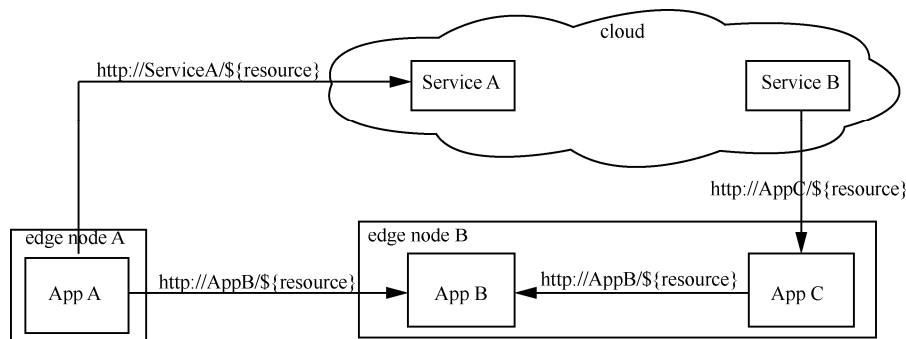 cloud
http://ServiceA/${resource}
Service A
Service B
http://AppC/${resource}
edge node A
edge node B
App A
http://AppB/${resource}
App B
http://AppB/${resource}
App C